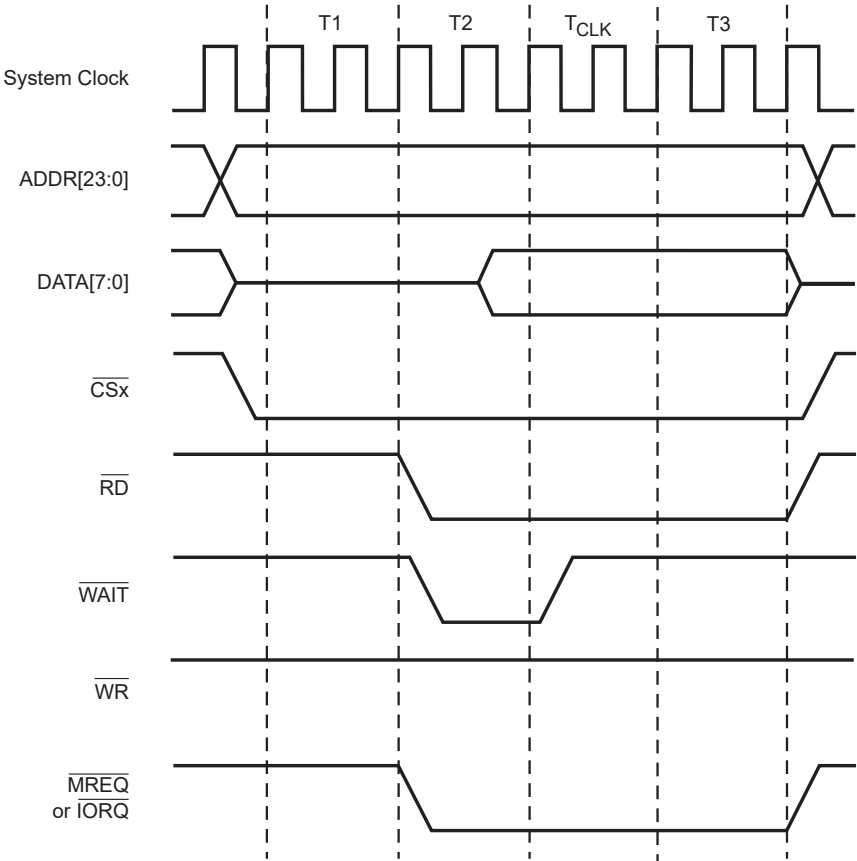 T1 T2 TCLK T3
System Clock
ADDR[23:0]
DATA[7:0]
CSx
RD
WAIT
WR
MREQ
or IORQ